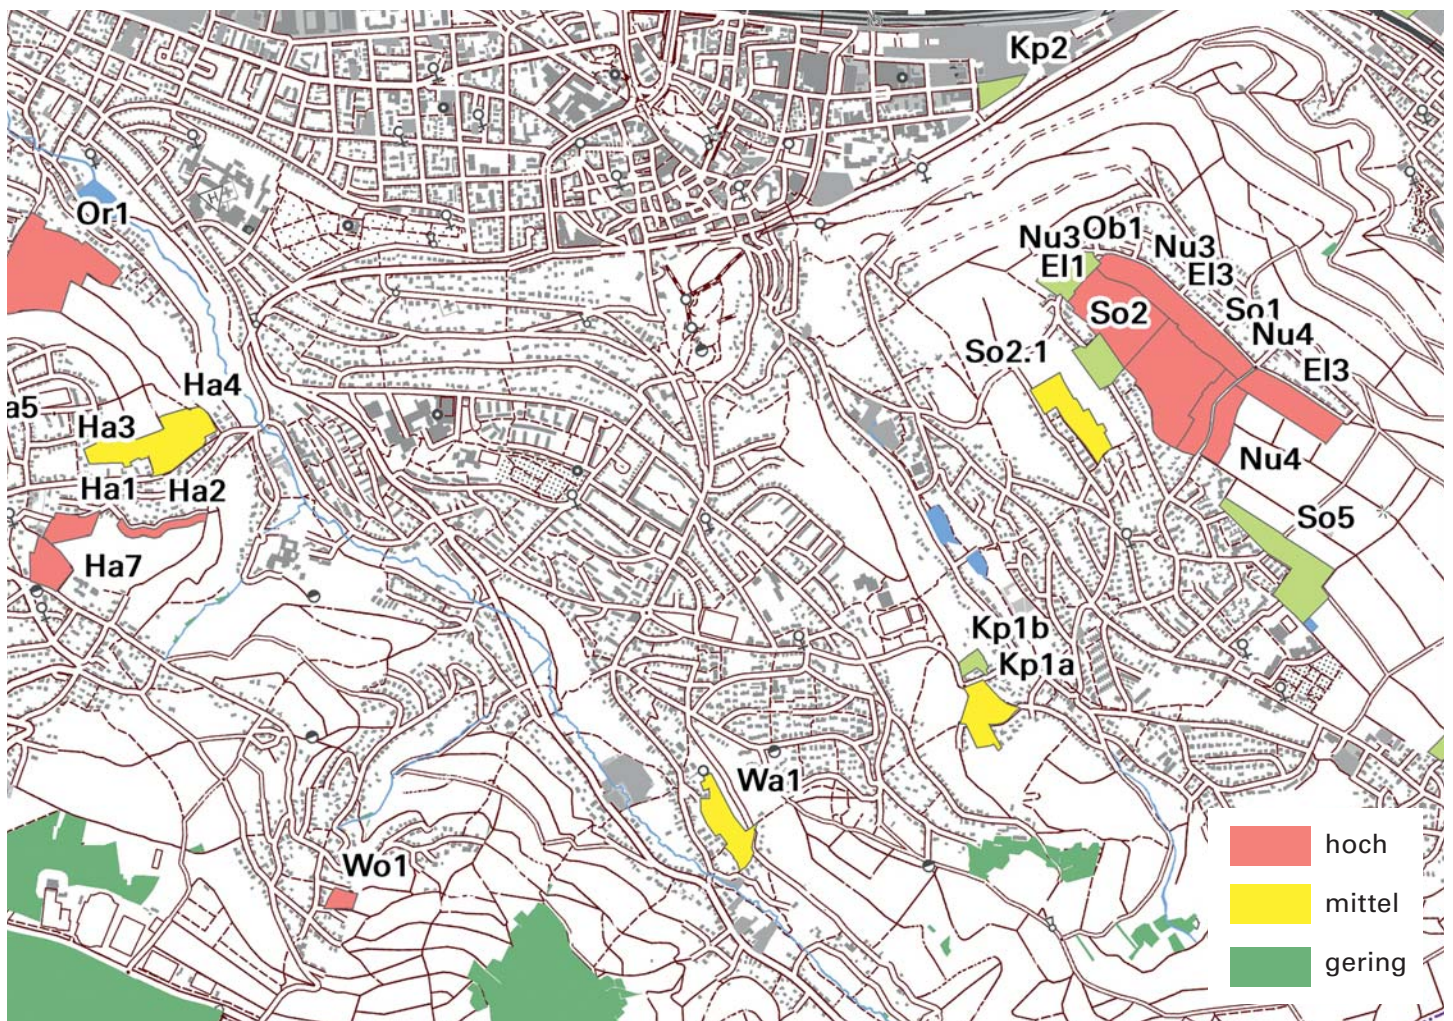 Kp2
Or1
Nu3
Ob1
Nu3
El1
El3
So2
So1
So2.1
Nu4
El3
Ha4
a5
Ha3
Nu4
Ha1
Ha2
So5
Ha7
Kp1b
Kp1a
Wa1
Wo1
hoch
mittel
gering